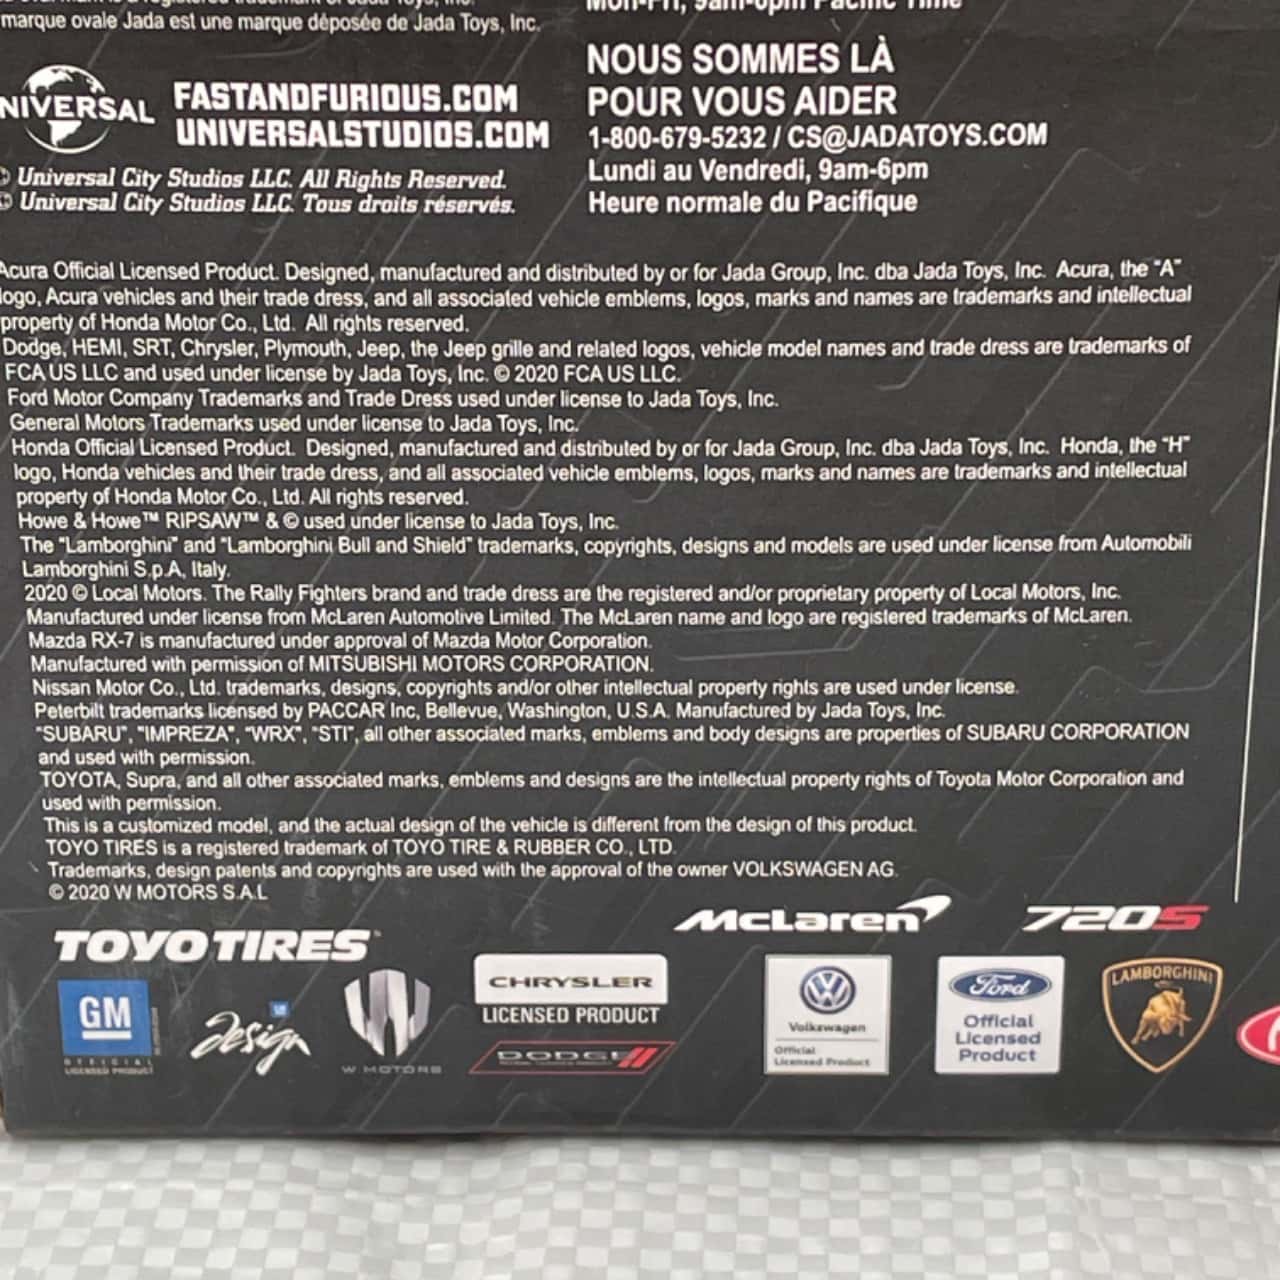 marque ovale Jada est une marque déposée de Jada Toys, Inc.
Mon-Fri, 9am-6pm Pacific Time
NOUS SOMMES LÀ
POUR VOUS AIDER
1-800-679-5232 / CS@JADATOYS.COM
Lundi au Vendredi, 9am-6pm
Heure normale du Pacifique
NIVERSAL
FASTANDFURIOUS.COM
UNIVERSALSTUDIOS.COM
© Universal City Studios LLC. All Rights Reserved.
© Universal City Studios LLC. Tous droits réservés.
Acura Official Licensed Product. Designed, manufactured and distributed by or for Jada Group, Inc. dba Jada Toys, Inc. Acura, the "A"
logo, Acura vehicles and their trade dress, and all associated vehicle emblems, logos, marks and names are trademarks and intellectual
property of Honda Motor Co., Ltd. All rights reserved.
Dodge, HEMI, SRT, Chrysler, Plymouth, Jeep, the Jeep grille and related logos, vehicle model names and trade dress are trademarks of
FCA US LLC and used under license by Jada Toys, Inc. © 2020 FCA US LLC.
Ford Motor Company Trademarks and Trade Dress used under license to Jada Toys, Inc.
General Motors Trademarks used under license to Jada Toys, Inc.
Honda Official Licensed Product. Designed, manufactured and distributed by or for Jada Group, Inc. dba Jada Toys, Inc. Honda, the "H"
logo, Honda vehicles and their trade dress, and all associated vehicle emblems, logos, marks and names are trademarks and intellectual
property of Honda Motor Co., Ltd. All rights reserved.
Howe & Howe™ RIPSAW™ & © used under license to Jada Toys, Inc.
The "Lamborghini" and "Lamborghini Bull and Shield" trademarks, copyrights, designs and models are used under license from Automobili
Lamborghini S.p.A, Italy.
2020 © Local Motors. The Rally Fighters brand and trade dress are the registered and/or proprietary property of Local Motors, Inc.
Manufactured under license from McLaren Automotive Limited. The McLaren name and logo are registered trademarks of McLaren.
Mazda RX-7 is manufactured under approval of Mazda Motor Corporation.
Manufactured with permission of MITSUBISHI MOTORS CORPORATION.
Nissan Motor Co., Ltd. trademarks, designs, copyrights and/or other intellectual property rights are used under license.
Peterbilt trademarks licensed by PACCAR Inc, Bellevue, Washington, U.S.A. Manufactured by Jada Toys, Inc.
"SUBARU", "IMPREZA", "WRX", "STI", all other associated marks, emblems and body designs are properties of SUBARU CORPORATION
and used with permission.
TOYOTA, Supra, and all other associated marks, emblems and designs are the intellectual property rights of Toyota Motor Corporation and
used with permission.
This is a customized model, and the actual design of the vehicle is different from the design of this product.
TOYO TIRES is a registered trademark of TOYO TIRE & RUBBER CO., LTD.
Trademarks, design patents and copyrights are used with the approval of the owner VOLKSWAGEN AG.
© 2020 W MOTORS S.A.L
McLaren 720S
TOYO TIRES
GM
OFFICIAL
LICENSED PRODUCT
GM
Design
W MOTORS
CHRYSLER
LICENSED PRODUCT
DODGE
Volkswagen
Official
Licensed Product
Ford
Official
Licensed
Product
LAMBORGHINI